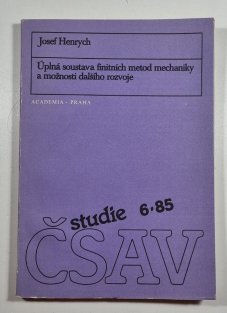 Josef Henrych
Úplná soustava finitních metod mechaniky
a možnosti dalšího rozvoje
ACADEMIA · PRAHA
studie 6·85
ČSAV